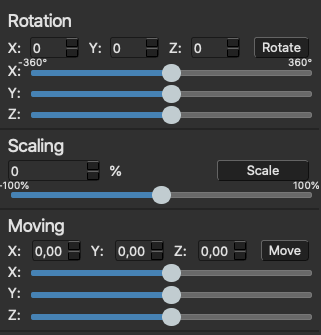 Rotation
X: 0 Y: 0 Z: 0 Rotate
-360° 360°
X:
Y:
Z:
Scaling
0 % Scale
-100% 100%
Moving
X: 0,00 Y: 0,00 Z: 0,00 Move
X:
Y:
Z: